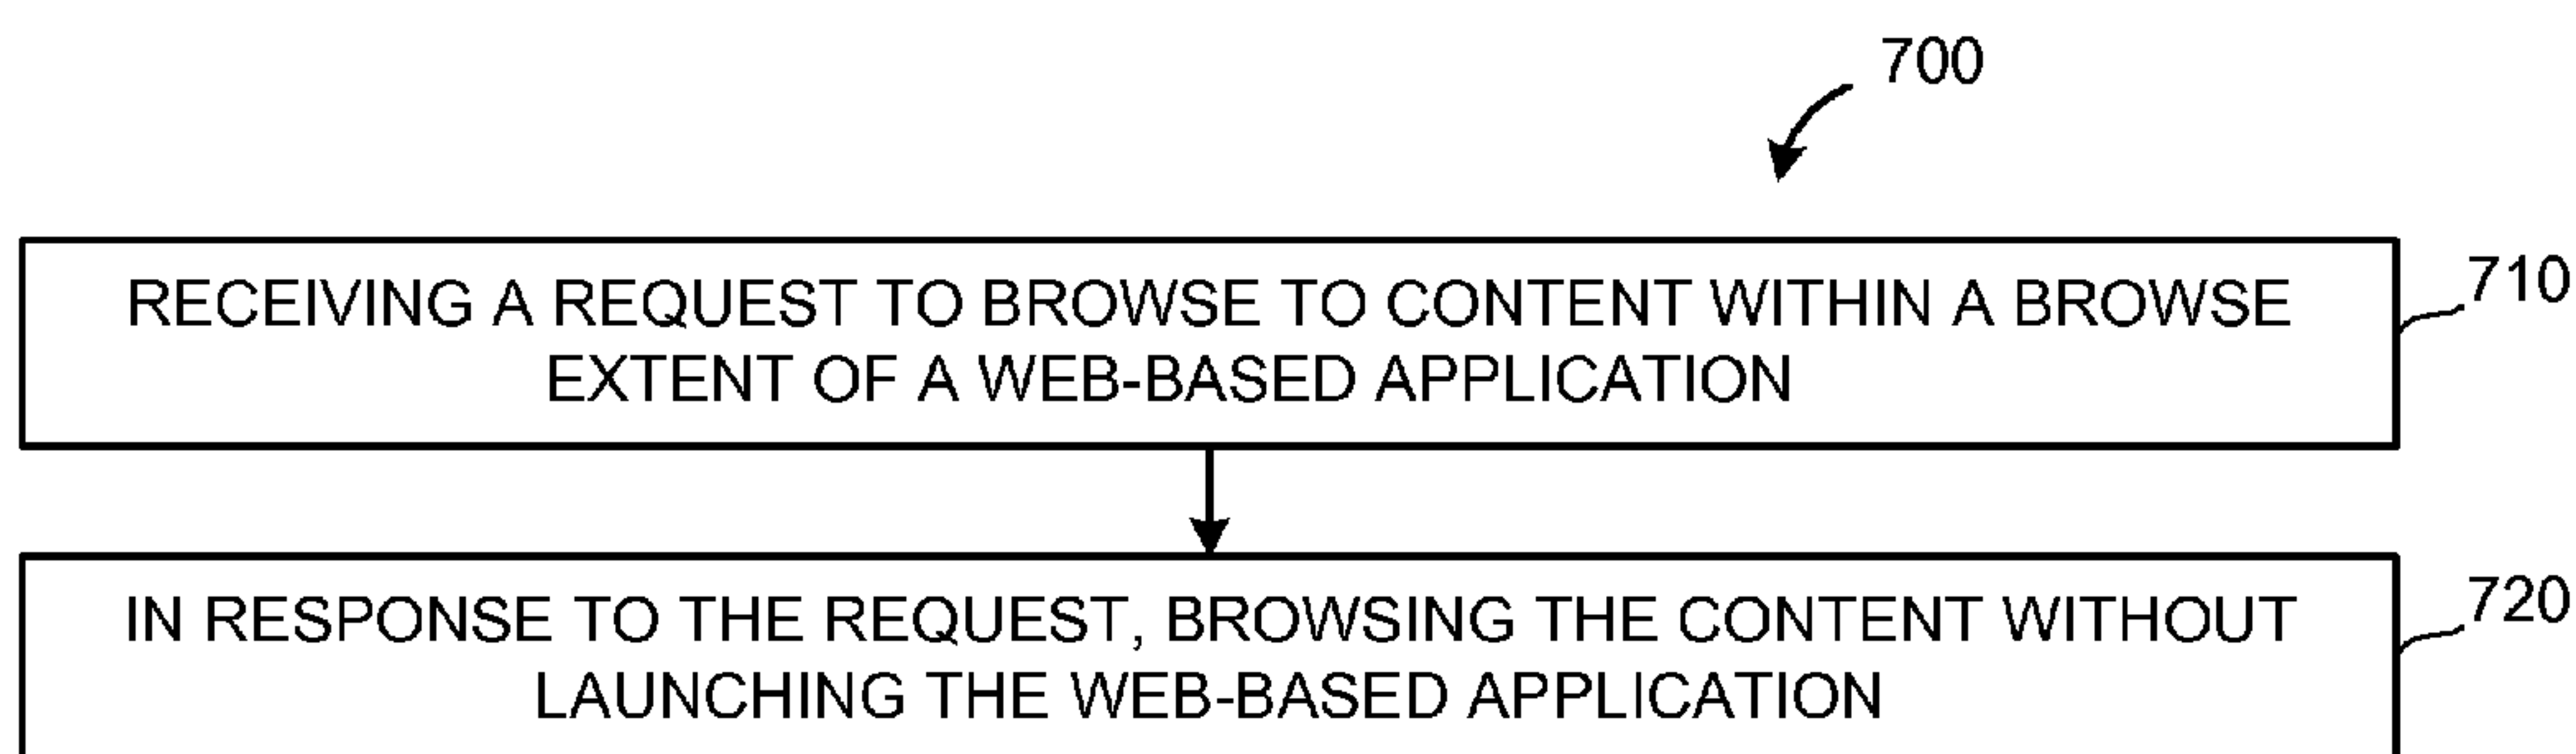 700
RECEIVING A REQUEST TO BROWSE TO CONTENT WITHIN A BROWSE
EXTENT OF A WEB-BASED APPLICATION
710
IN RESPONSE TO THE REQUEST, BROWSING THE CONTENT WITHOUT
LAUNCHING THE WEB-BASED APPLICATION
720